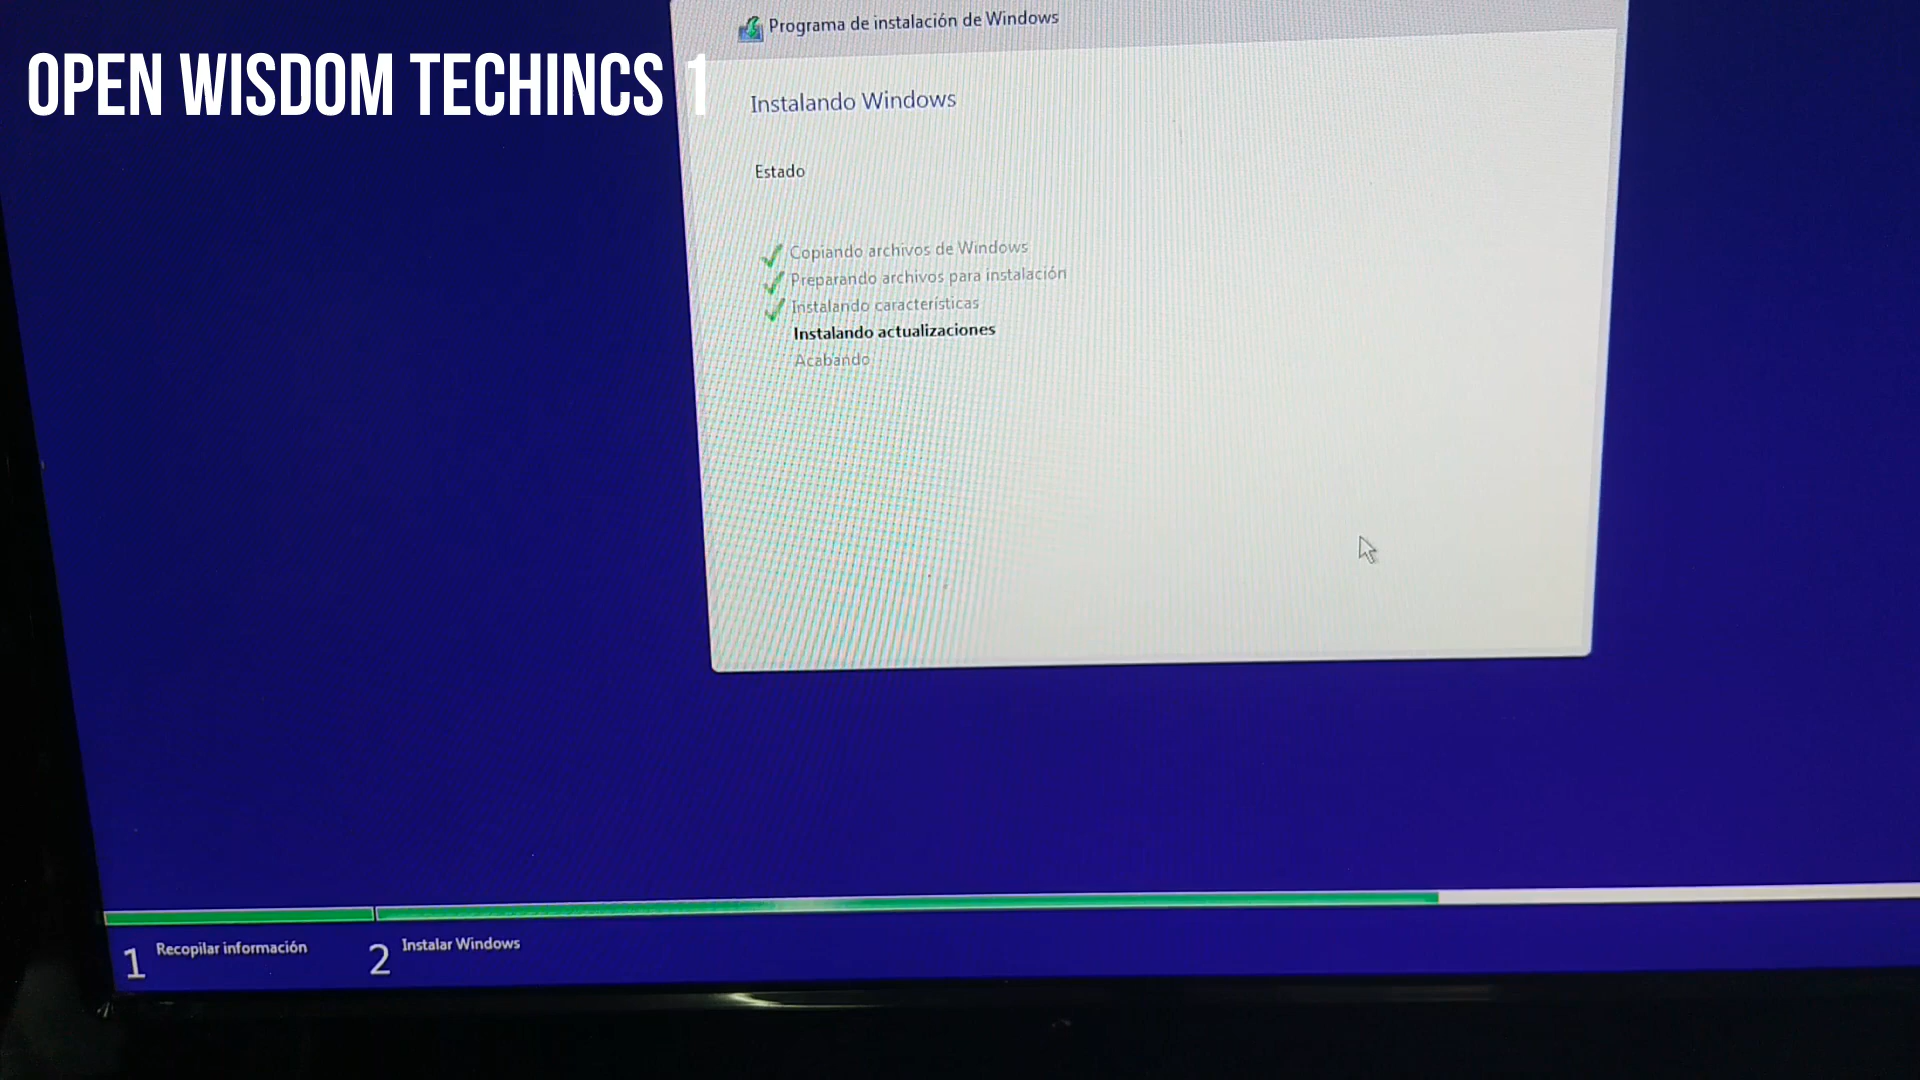 OPEN WISDOM TECHINCS 1
Programa de instalación de Windows
Instalando Windows
Estado
Copiando archivos de Windows
Preparando archivos para instalación
Instalando características
Instalando actualizaciones
Acabando
1 Recopilar información
2 Instalar Windows